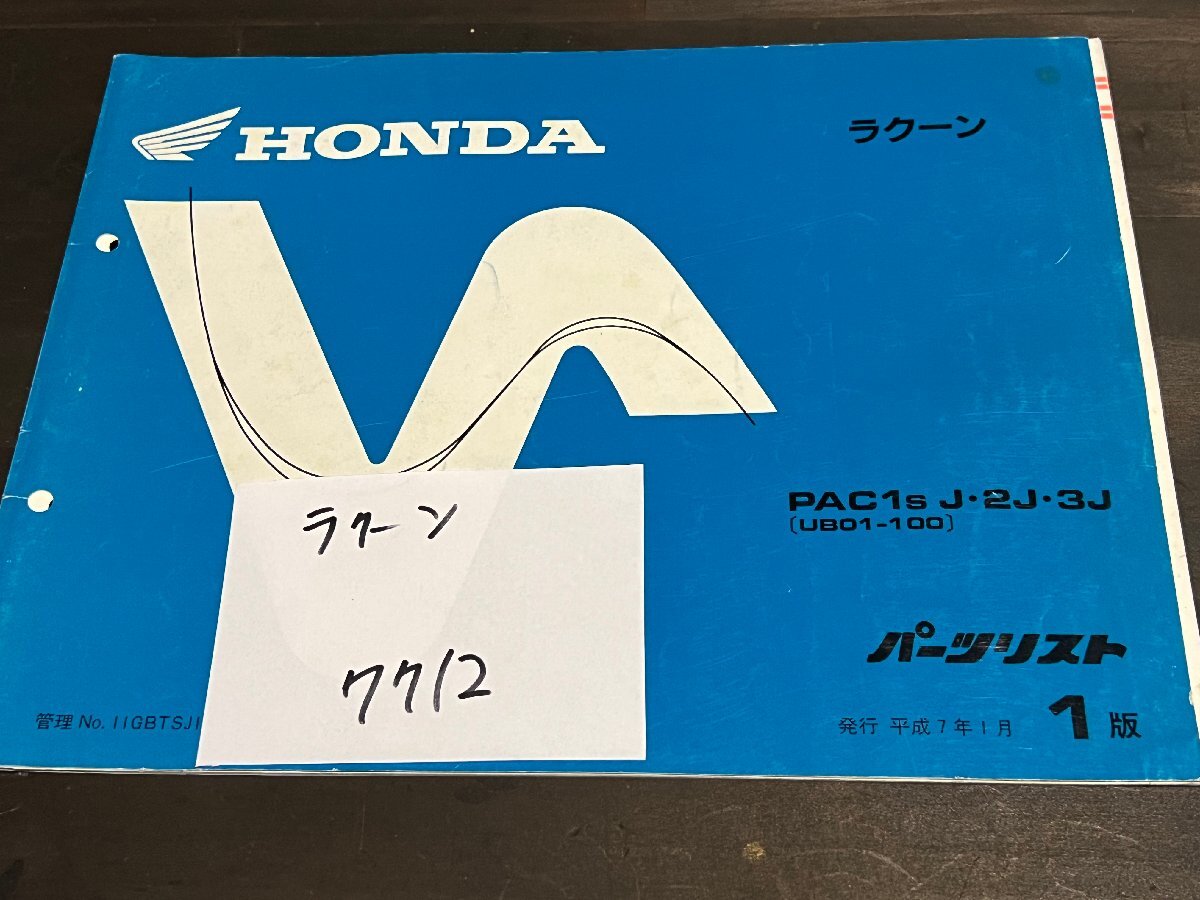 HONDA
ラクーン
PAC1s J・2J・3J
〔UB01-100〕
ラクーン
7712
パーツリスト
管理 No. 11GBTSJ1
発行 平成7年1月 1版